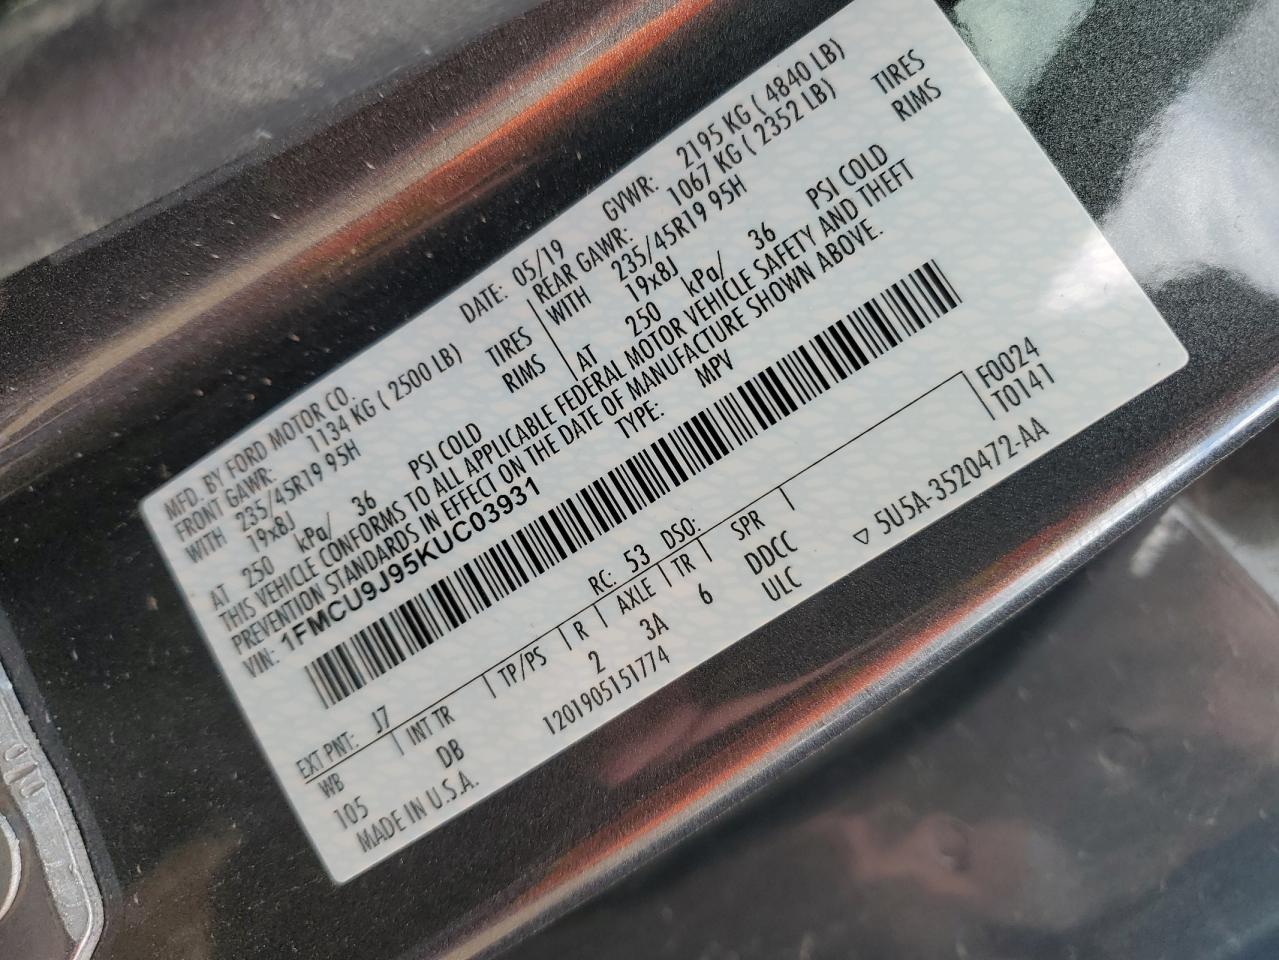 MFD. BY FORD MOTOR CO.
DATE: 05/19 GVWR: 2195 KG ( 4840 LB)
FRONT GAWR: 1134 KG ( 2500 LB) REAR GAWR: 1067 KG ( 2352 LB)
WITH 235/45R19 95H TIRES WITH 235/45R19 95H TIRES
19x8J RIMS 19x8J RIMS
AT 250 kPa/ 36 PSI COLD AT 250 kPa/ 36 PSI COLD
THIS VEHICLE CONFORMS TO ALL APPLICABLE FEDERAL MOTOR VEHICLE SAFETY AND THEFT
PREVENTION STANDARDS IN EFFECT ON THE DATE OF MANUFACTURE SHOWN ABOVE.
VIN: 1FMCU9J95KUC03931 TYPE: MPV
EXT PNT: J7 RC: 53 DSO: F0024
WB INT TR TP/PS R AXLE TR SPR T0141
105 DB 2 3A 6 DDCC
MADE IN U.S.A. 1201905151774 ULC
▽ 5U5A-3520472-AA